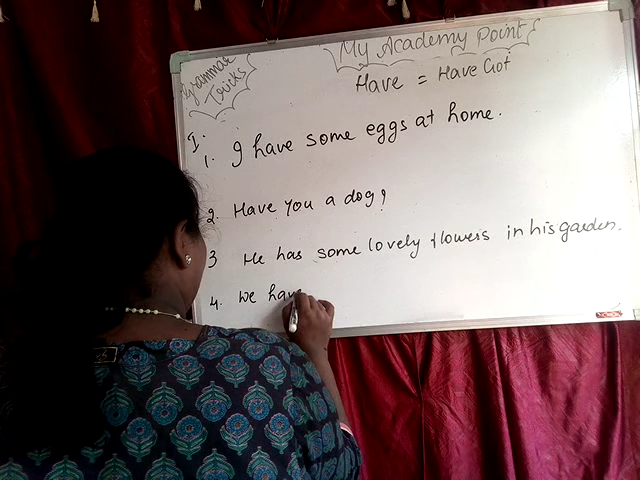 Grammar
Tricks
My Academy Point
Have = Have Got
I.
1. I have some eggs at home.
2. Have you a dog?
3 He has some lovely flowers in his garden.
4. We hav